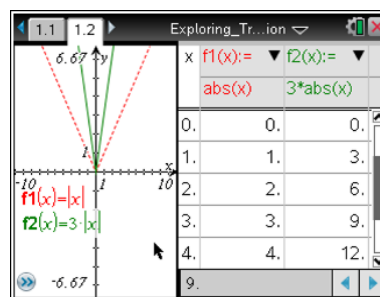 1.1 1.2 Exploring_Tr...ion
6.67 y
1
x
-10 1 10
f1(x)=|x|
f2(x)=3·|x|
-6.67
x f1(x):= ▼ f2(x):= ▼
abs(x) 3*abs(x)
0. 0. 0.
1. 1. 3.
2. 2. 6.
3. 3. 9.
4. 4. 12.
9.